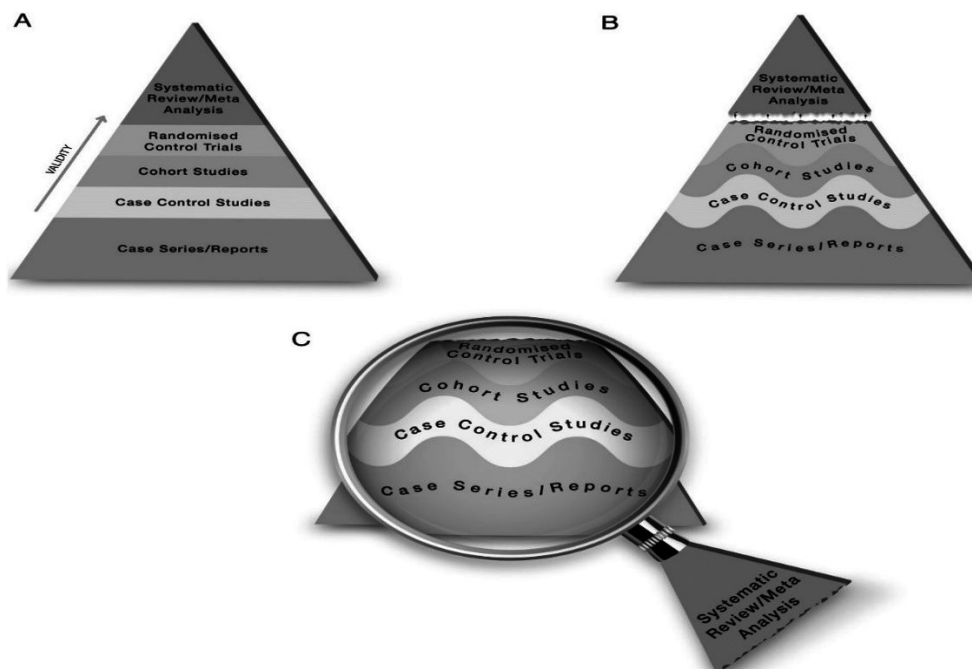 A
Systematic
Review/Meta
Analysis
Randomised
Control Trials
Cohort Studies
Case Control Studies
Case Series/Reports
VALIDITY
B
Systematic
Review/Meta
Analysis
Randomised
Control Trials
Cohort Studies
Case Control Studies
Case Series/Reports
C
Randomised
Control Trials
Cohort Studies
Case Control Studies
Case Series/Reports
Systematic
Review/Meta
Analysis